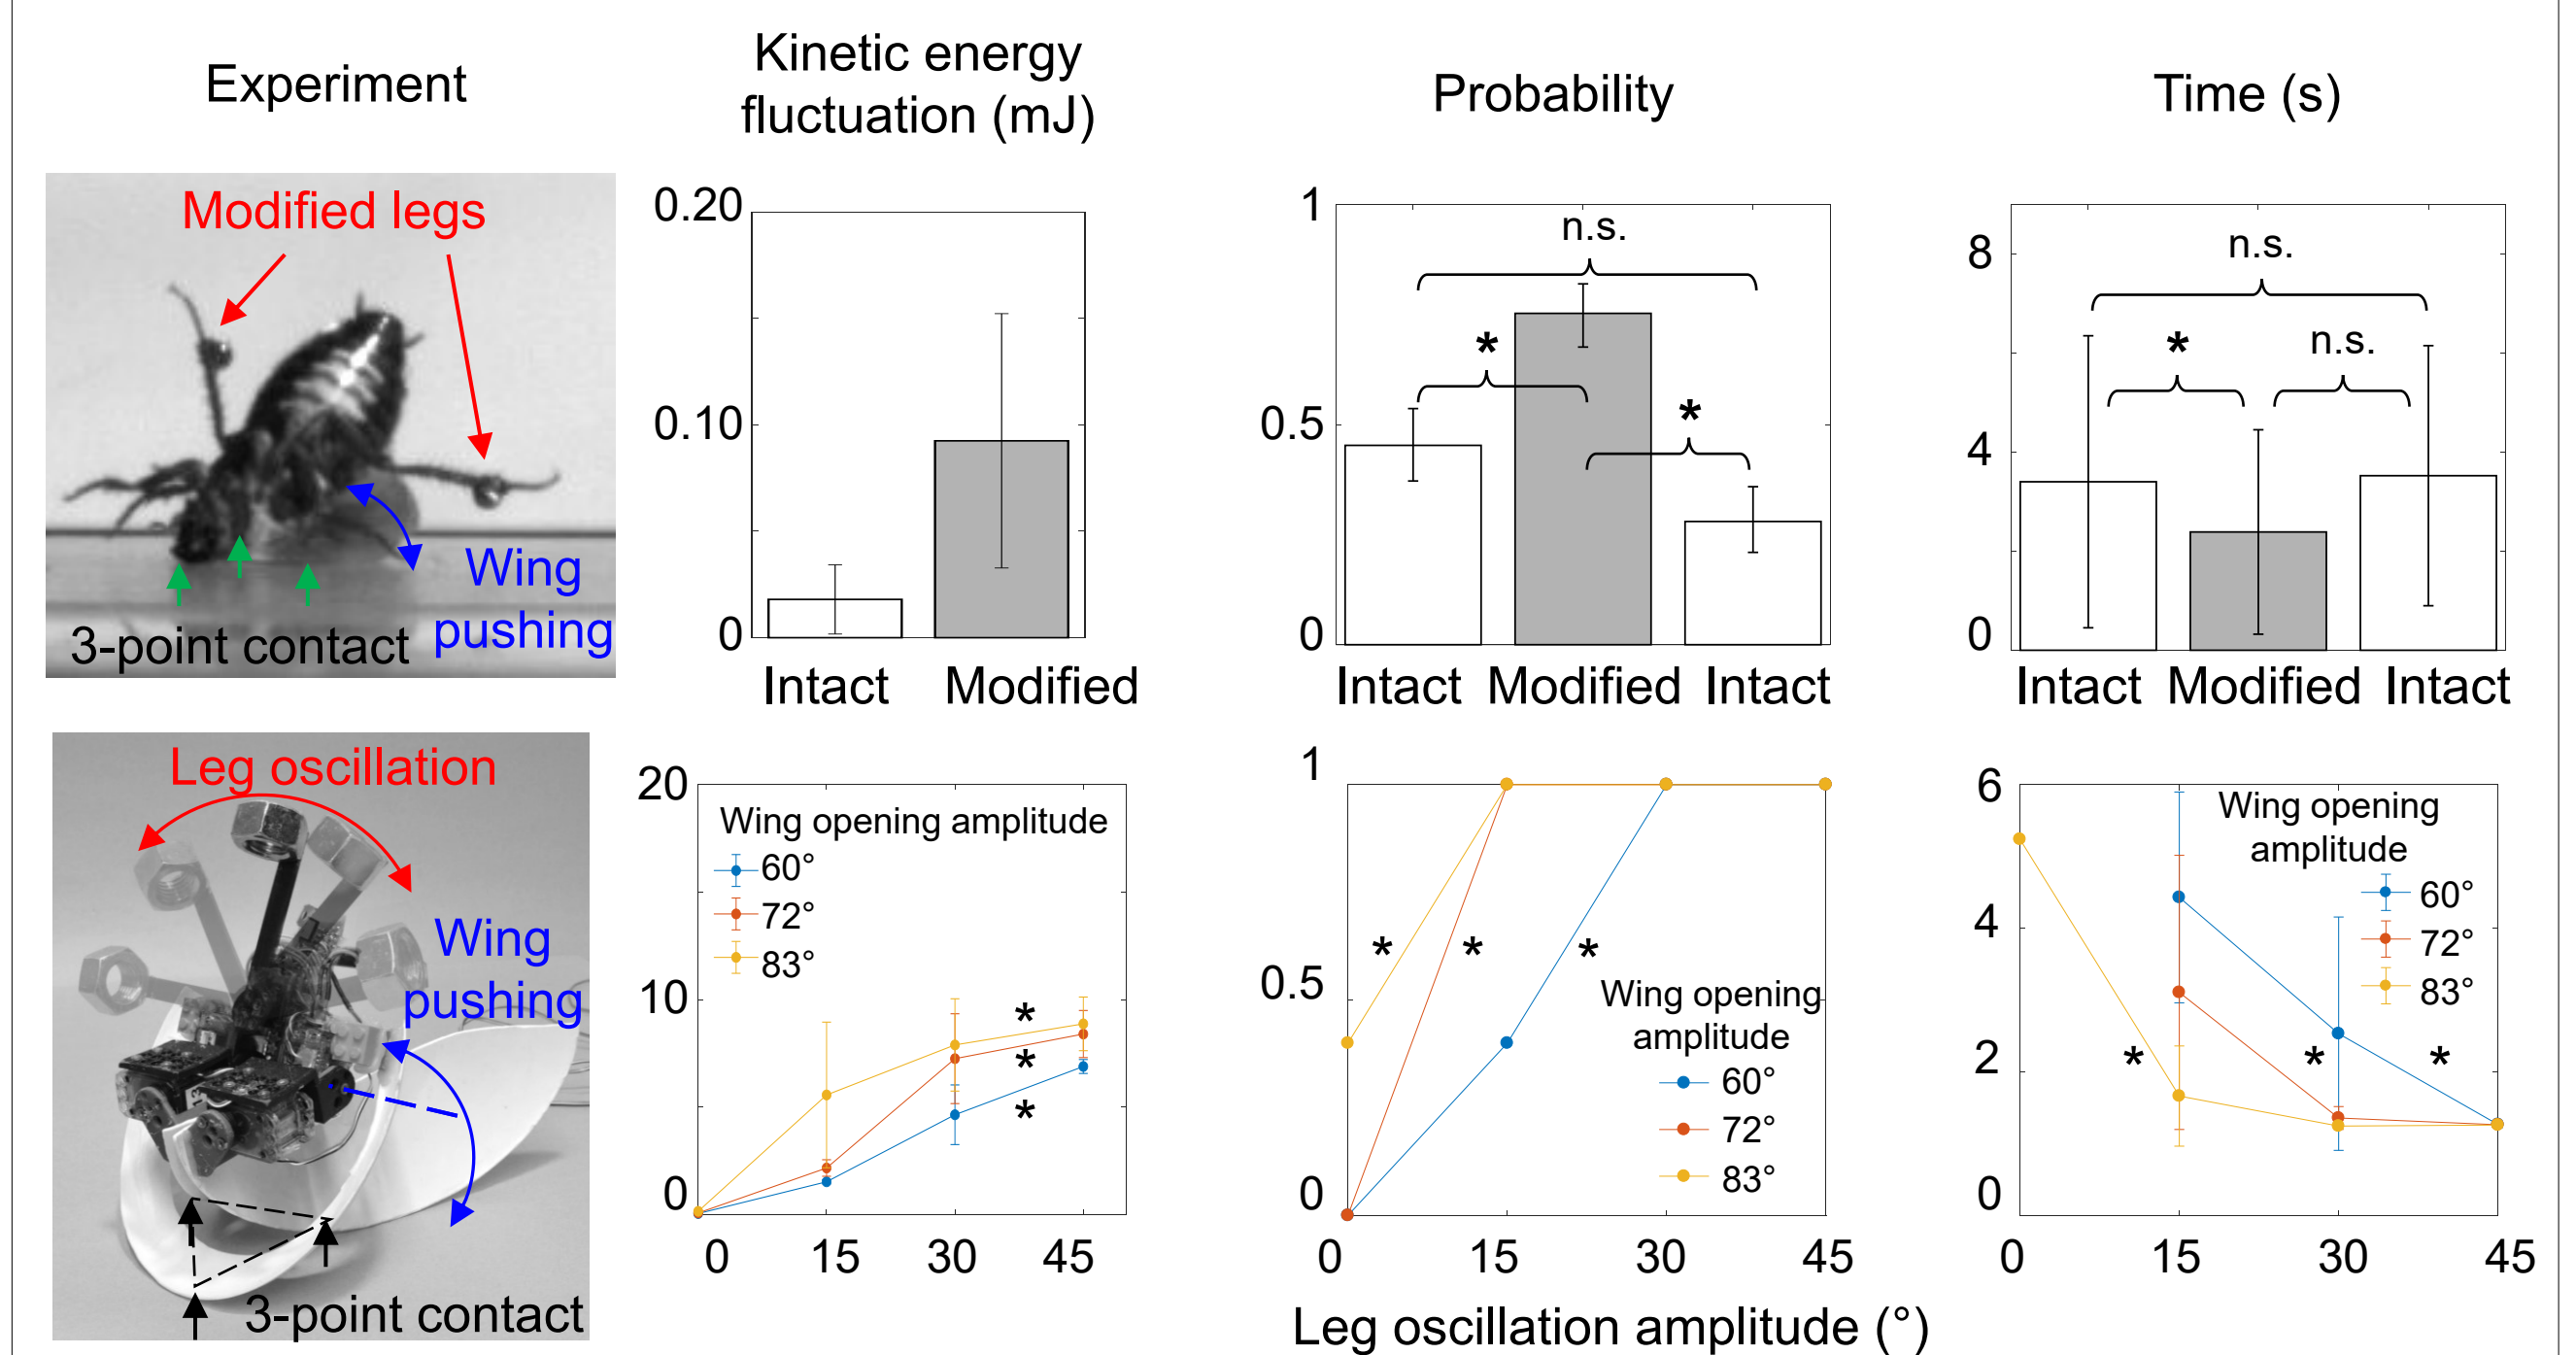 Experiment
Kinetic energy
fluctuation (mJ)
Probability
Time (s)
Modified legs
Wing
pushing
3-point contact
0.20
0.10
0
Intact Modified
1
0.5
0
n.s.
*
*
Intact Modified Intact
8
4
0
n.s.
*
n.s.
Intact Modified Intact
Leg oscillation
Wing
pushing
3-point contact
20
10
0
Wing opening amplitude
60°
72°
83°
*
*
*
0 15 30 45
1
0.5
0
* * *
Wing opening
amplitude
60°
72°
83°
0 15 30 45
6
4
2
0
Wing opening
amplitude
60°
72°
83°
* * *
0 15 30 45
Leg oscillation amplitude (°)